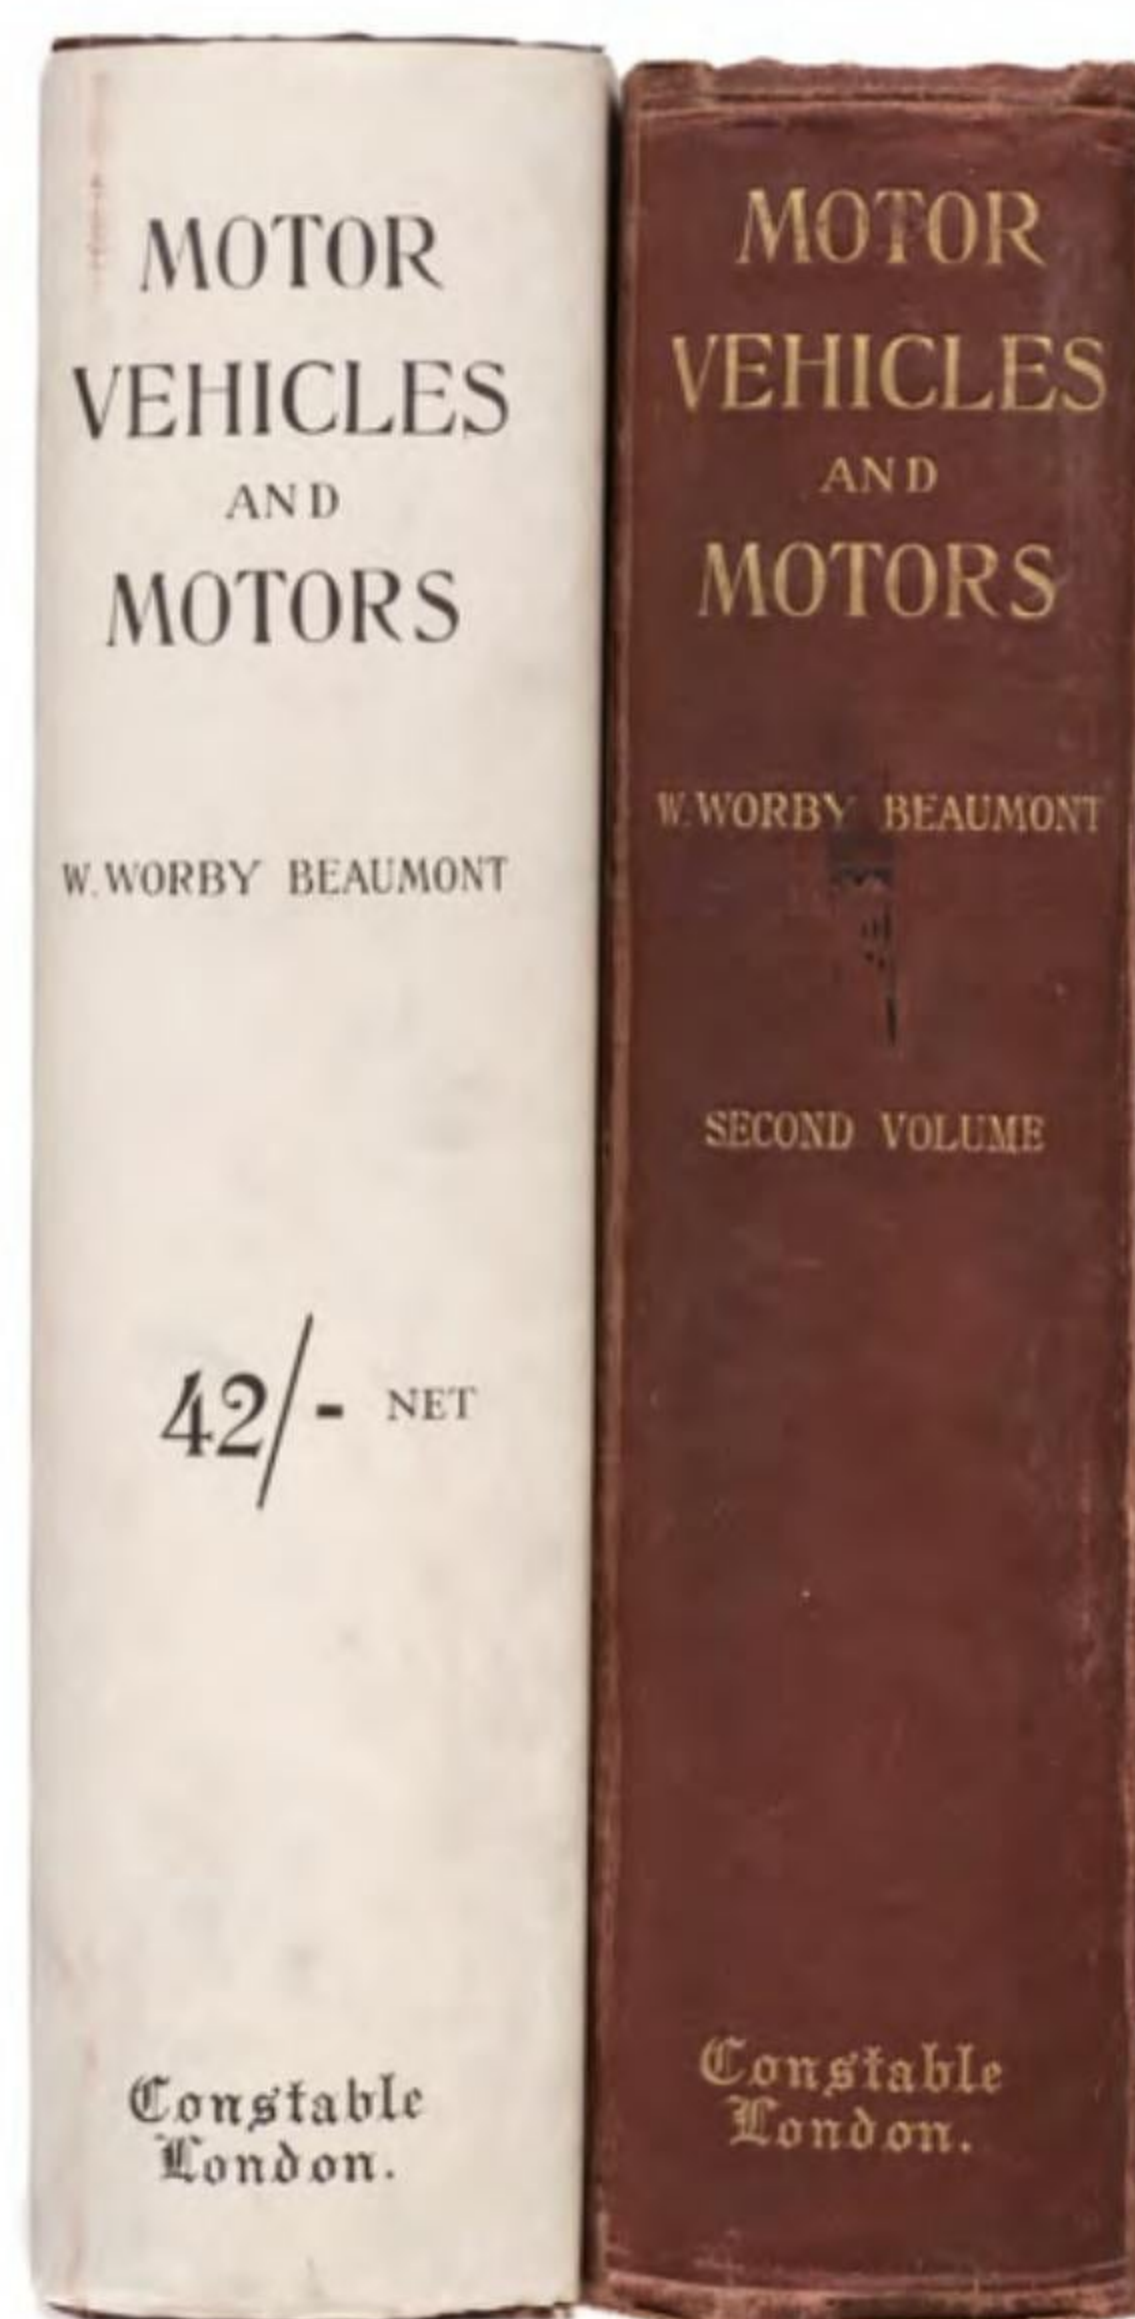 MOTOR
VEHICLES
AND
MOTORS
W. WORBY BEAUMONT
42/- NET
Constable
London.
MOTOR
VEHICLES
AND
MOTORS
W. WORBY BEAUMONT
SECOND VOLUME
Constable
London.